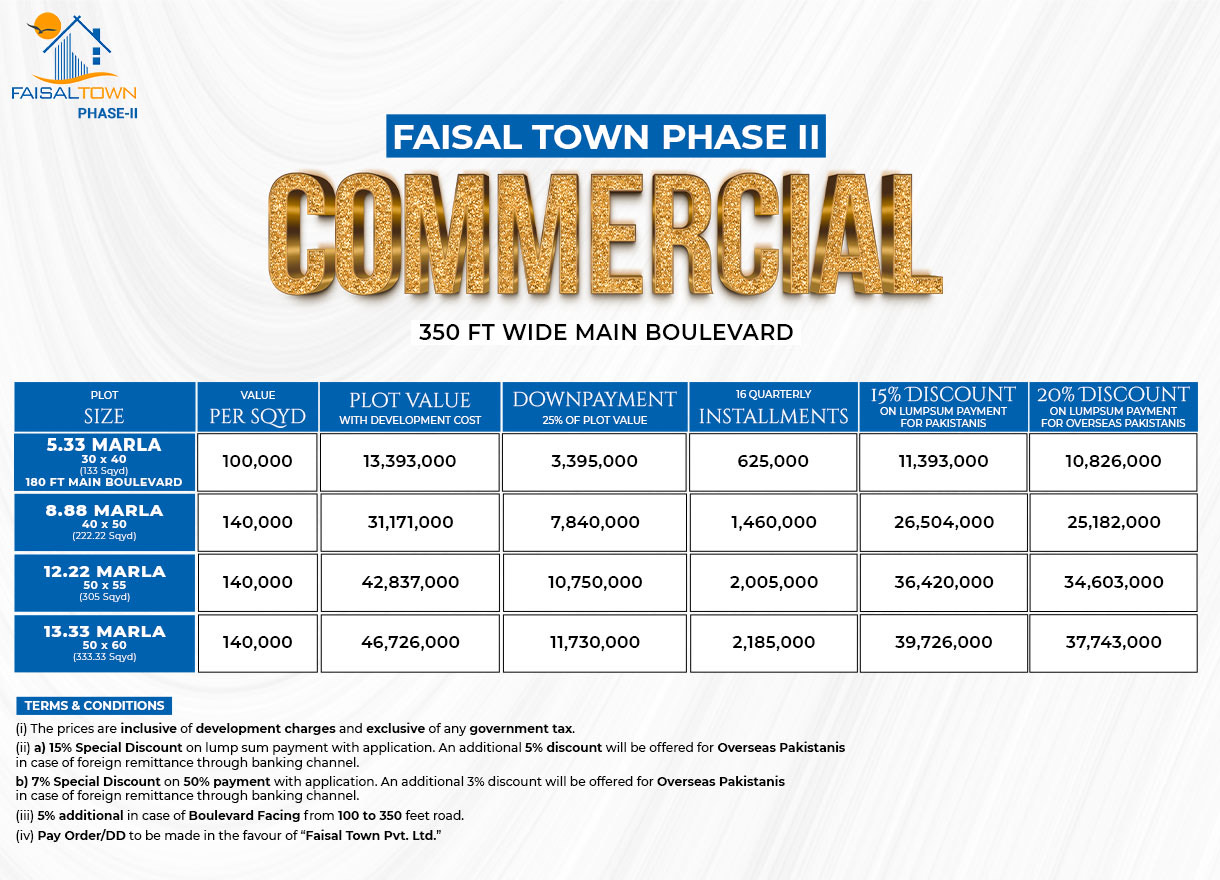 FAISALTOWN
PHASE-II
FAISAL TOWN PHASE II
COMMERCIAL
350 FT WIDE MAIN BOULEVARD
PLOT SIZE | VALUE PER SQYD | PLOT VALUE WITH DEVELOPMENT COST | DOWNPAYMENT 25% OF PLOT VALUE | 16 QUARTERLY INSTALLMENTS | 15% DISCOUNT ON LUMPSUM PAYMENT FOR PAKISTANIS | 20% DISCOUNT ON LUMPSUM PAYMENT FOR OVERSEAS PAKISTANIS
5.33 MARLA 30 x 40 (133 Sqyd) 180 FT MAIN BOULEVARD | 100,000 | 13,393,000 | 3,395,000 | 625,000 | 11,393,000 | 10,826,000
8.88 MARLA 40 x 50 (222.22 Sqyd) | 140,000 | 31,171,000 | 7,840,000 | 1,460,000 | 26,504,000 | 25,182,000
12.22 MARLA 50 x 55 (305 Sqyd) | 140,000 | 42,837,000 | 10,750,000 | 2,005,000 | 36,420,000 | 34,603,000
13.33 MARLA 50 x 60 (333.33 Sqyd) | 140,000 | 46,726,000 | 11,730,000 | 2,185,000 | 39,726,000 | 37,743,000
TERMS & CONDITIONS
(i) The prices are inclusive of development charges and exclusive of any government tax.
(ii) a) 15% Special Discount on lump sum payment with application. An additional 5% discount will be offered for Overseas Pakistanis
in case of foreign remittance through banking channel.
b) 7% Special Discount on 50% payment with application. An additional 3% discount will be offered for Overseas Pakistanis
in case of foreign remittance through banking channel.
(iii) 5% additional in case of Boulevard Facing from 100 to 350 feet road.
(iv) Pay Order/DD to be made in the favour of “Faisal Town Pvt. Ltd.”